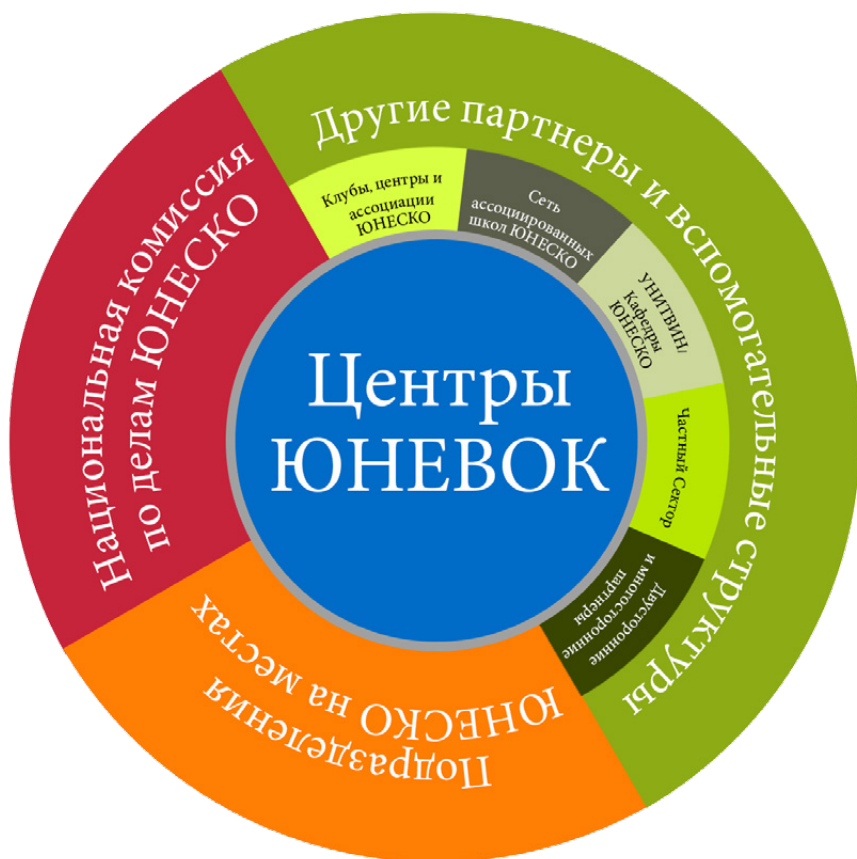 Другие партнеры и вспомогательные структуры
Национальная комиссия
по делам ЮНЕСКО
Клубы, центры и
ассоциации
ЮНЕСКО
Сеть
ассоциированных
школ ЮНЕСКО
УНИТВИН/
Кафедры
ЮНЕСКО
Частный Сектор
Двусторонние
и многосторонние
партнеры
Центры
ЮНЕВОК
Подразделения
ЮНЕСКО на местах